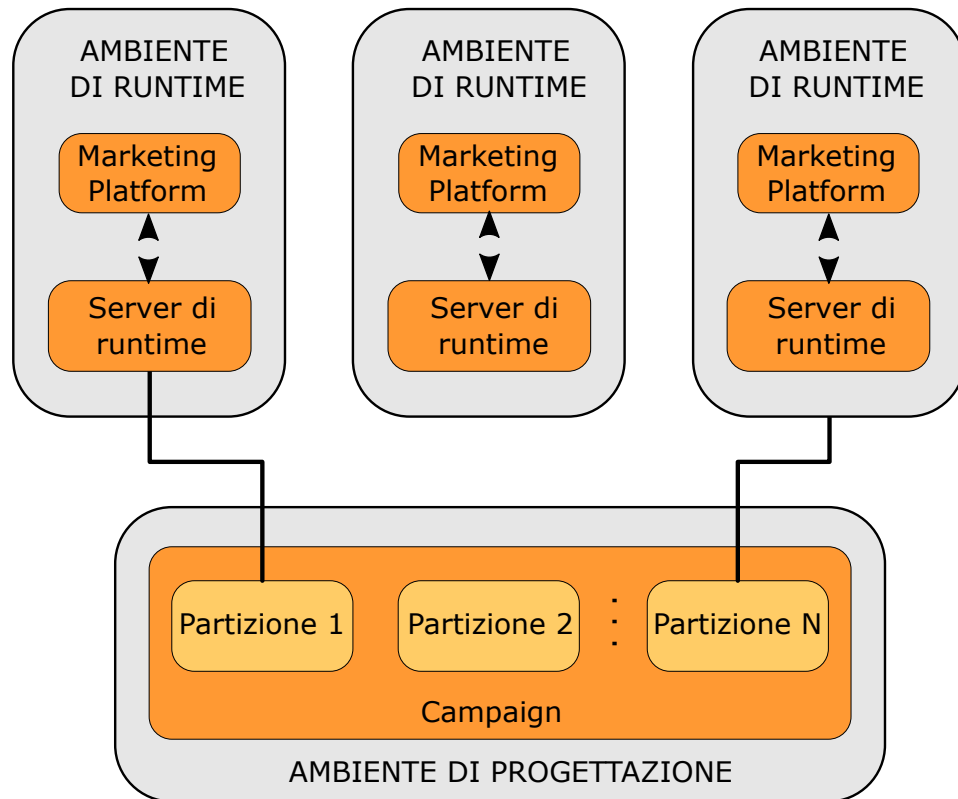 AMBIENTE
DI RUNTIME
Marketing
Platform
Server di
runtime
AMBIENTE
DI RUNTIME
Marketing
Platform
Server di
runtime
AMBIENTE
DI RUNTIME
Marketing
Platform
Server di
runtime
Partizione 1
Partizione 2
Partizione N
Campaign
AMBIENTE DI PROGETTAZIONE